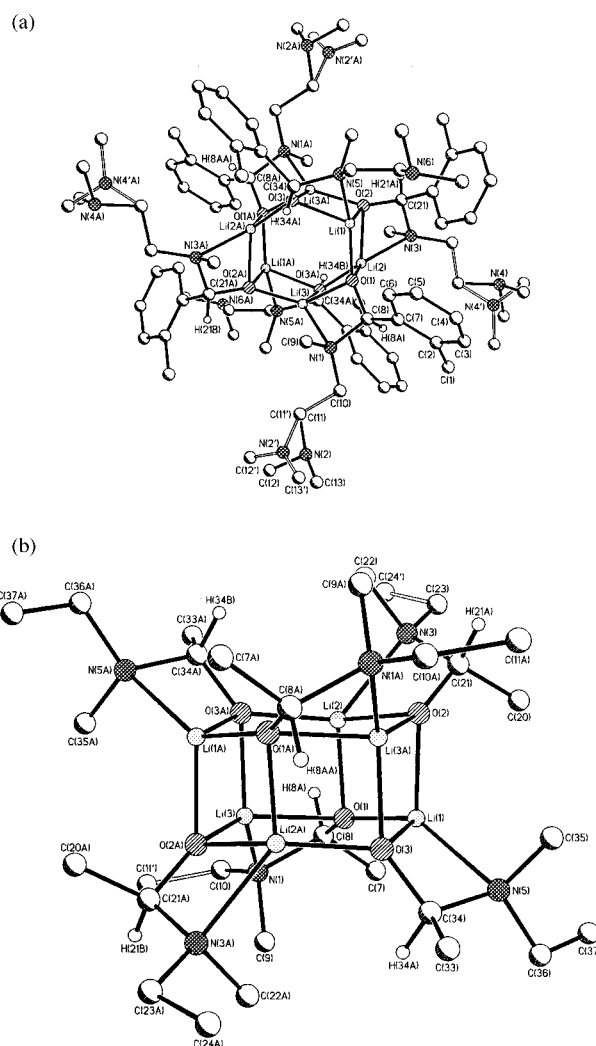 (a)
N(2A)
N(2'A)
N(4'A)
N(4A)
H(8AA)
N(1A)
C(8A)
C(34)
N(5)
N(6)
O(3)
Li(3A)
O(2)
H(21A)
O(1A)
H(34A)
Li(1)
C(21)
Li(2A)
N(3A)
Li(1A)
H(34B)
Li(2)
N(3)
O(2A)
O(3A)
O(1)
N(4)
C(21A)
Li(3)
C(34A)
C(6)
C(5)
N(4')
N(6A)
C(8)
C(7)
C(4)
H(21B)
N(5A)
C(9)
H(8A)
C(2)
C(3)
N(1)
C(1)
C(10)
C(11')
C(11)
N(2')
N(2)
C(12')
C(12)
C(13)
C(13')
(b)
C(22)
C(36A)
C(9A)
C(24')
C(37A)
C(23)
H(34B)
C(33A)
N(3)
H(21A)
C(7A)
C(11A)
N(5A)
C(34A)
N(1A)
C(10A)
C(21)
C(8A)
O(3A)
Li(2)
O(2)
C(20)
C(35A)
Li(1A)
O(1A)
Li(3A)
H(8AA)
H(8A)
Li(3)
O(1)
Li(1)
C(20A)
O(2A)
Li(2A)
C(8)
O(3)
C(35)
C(11')
C(10)
N(1)
C(7)
C(21A)
N(5)
C(34)
H(21B)
N(3A)
C(9)
H(34A)
C(33)
C(36)
C(37
C(23A)
C(22A)
C(24A)